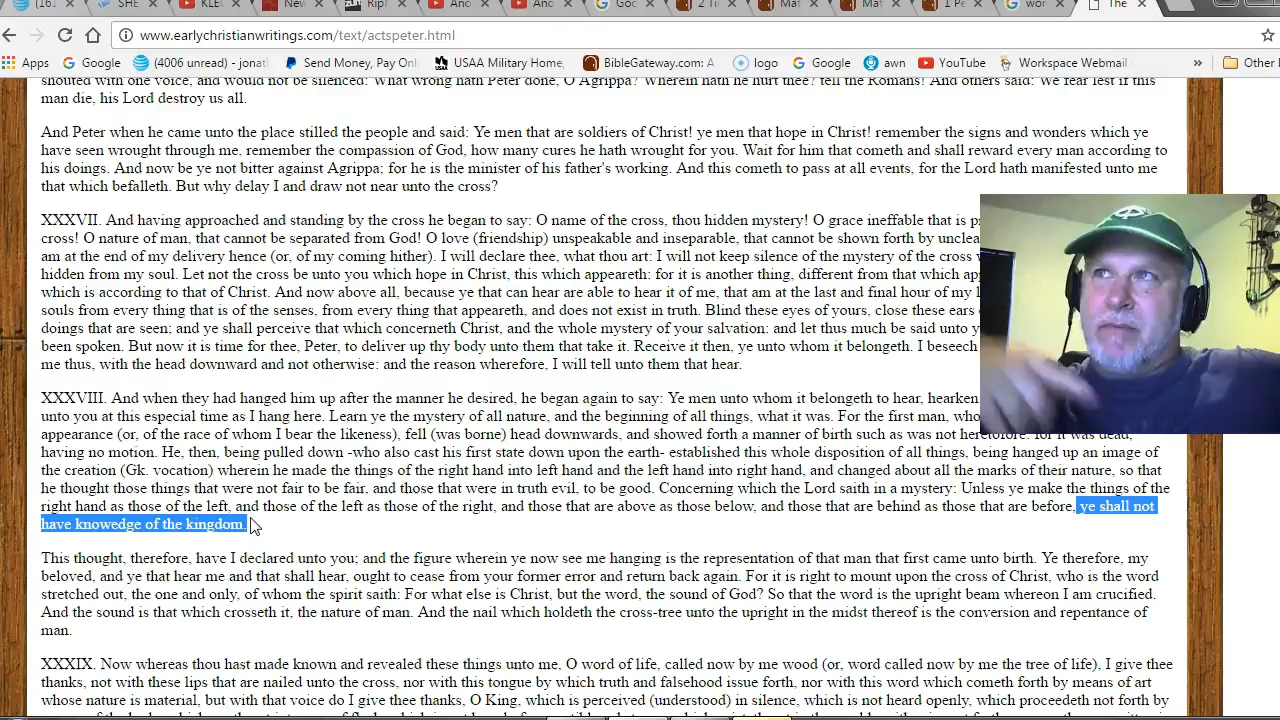 SHE
KLE
Nev
Ripl
Ano
Ano
Goc
2 Ti
Mat
Mat
1 Pe
wor
The
www.earlychristianwritings.com/text/actspeter.html
Apps Google (4006 unread) - jonatl Send Money, Pay Onl USAA Military Home, BibleGateway.com: A logo Google awn YouTube Workspace Webmail » Other
shouted with one voice, and would not be silenced: What wrong hath Peter done, O Agrippa? Wherein hath he hurt thee? tell the Romans! And others said: We fear lest if this
man die, his Lord destroy us all.
And Peter when he came unto the place stilled the people and said: Ye men that are soldiers of Christ! ye men that hope in Christ! remember the signs and wonders which ye
have seen wrought through me, remember the compassion of God, how many cures he hath wrought for you. Wait for him that cometh and shall reward every man according to
his doings. And now be ye not bitter against Agrippa; for he is the minister of his father's working. And this cometh to pass at all events, for the Lord hath manifested unto me
that which befalleth. But why delay I and draw not near unto the cross?
XXXVII. And having approached and standing by the cross he began to say: O name of the cross, thou hidden mystery! O grace ineffable that is p
cross! O nature of man, that cannot be separated from God! O love (friendship) unspeakable and inseparable, that cannot be shown forth by unclea
am at the end of my delivery hence (or, of my coming hither). I will declare thee, what thou art: I will not keep silence of the mystery of the cross
hidden from my soul. Let not the cross be unto you which hope in Christ, this which appeareth: for it is another thing, different from that which ap
which is according to that of Christ. And now above all, because ye that can hear are able to hear it of me, that am at the last and final hour of my l
souls from every thing that is of the senses, from every thing that appeareth, and does not exist in truth. Blind these eyes of yours, close these ears
doings that are seen; and ye shall perceive that which concerneth Christ, and the whole mystery of your salvation: and let thus much be said unto y
been spoken. But now it is time for thee, Peter, to deliver up thy body unto them that take it. Receive it then, ye unto whom it belongeth. I beseech
me thus, with the head downward and not otherwise: and the reason wherefore, I will tell unto them that hear.
XXXVIII. And when they had hanged him up after the manner he desired, he began again to say: Ye men unto whom it belongeth to hear, hearken
unto you at this especial time as I hang here. Learn ye the mystery of all nature, and the beginning of all things, what it was. For the first man, who
appearance (or, of the race of whom I bear the likeness), fell (was borne) head downwards, and showed forth a manner of birth such as was not heretofore: for it was dead,
having no motion. He, then, being pulled down -who also cast his first state down upon the earth- established this whole disposition of all things, being hanged up an image of
the creation (Gk. vocation) wherein he made the things of the right hand into left hand and the left hand into right hand, and changed about all the marks of their nature, so that
he thought those things that were not fair to be fair, and those that were in truth evil, to be good. Concerning which the Lord saith in a mystery: Unless ye make the things of the
right hand as those of the left, and those of the left as those of the right, and those that are above as those below, and those that are behind as those that are before, ye shall not
have knowedge of the kingdom.
This thought, therefore, have I declared unto you; and the figure wherein ye now see me hanging is the representation of that man that first came unto birth. Ye therefore, my
beloved, and ye that hear me and that shall hear, ought to cease from your former error and return back again. For it is right to mount upon the cross of Christ, who is the word
stretched out, the one and only, of whom the spirit saith: For what else is Christ, but the word, the sound of God? So that the word is the upright beam whereon I am crucified.
And the sound is that which crosseth it, the nature of man. And the nail which holdeth the cross-tree unto the upright in the midst thereof is the conversion and repentance of
man.
XXXIX. Now whereas thou hast made known and revealed these things unto me, O word of life, called now by me wood (or, word called now by me the tree of life), I give thee
thanks, not with these lips that are nailed unto the cross, nor with this tongue by which truth and falsehood issue forth, nor with this word which cometh forth by means of art
whose nature is material, but with that voice do I give thee thanks, O King, which is perceived (understood) in silence, which is not heard openly, which proceedeth not forth by